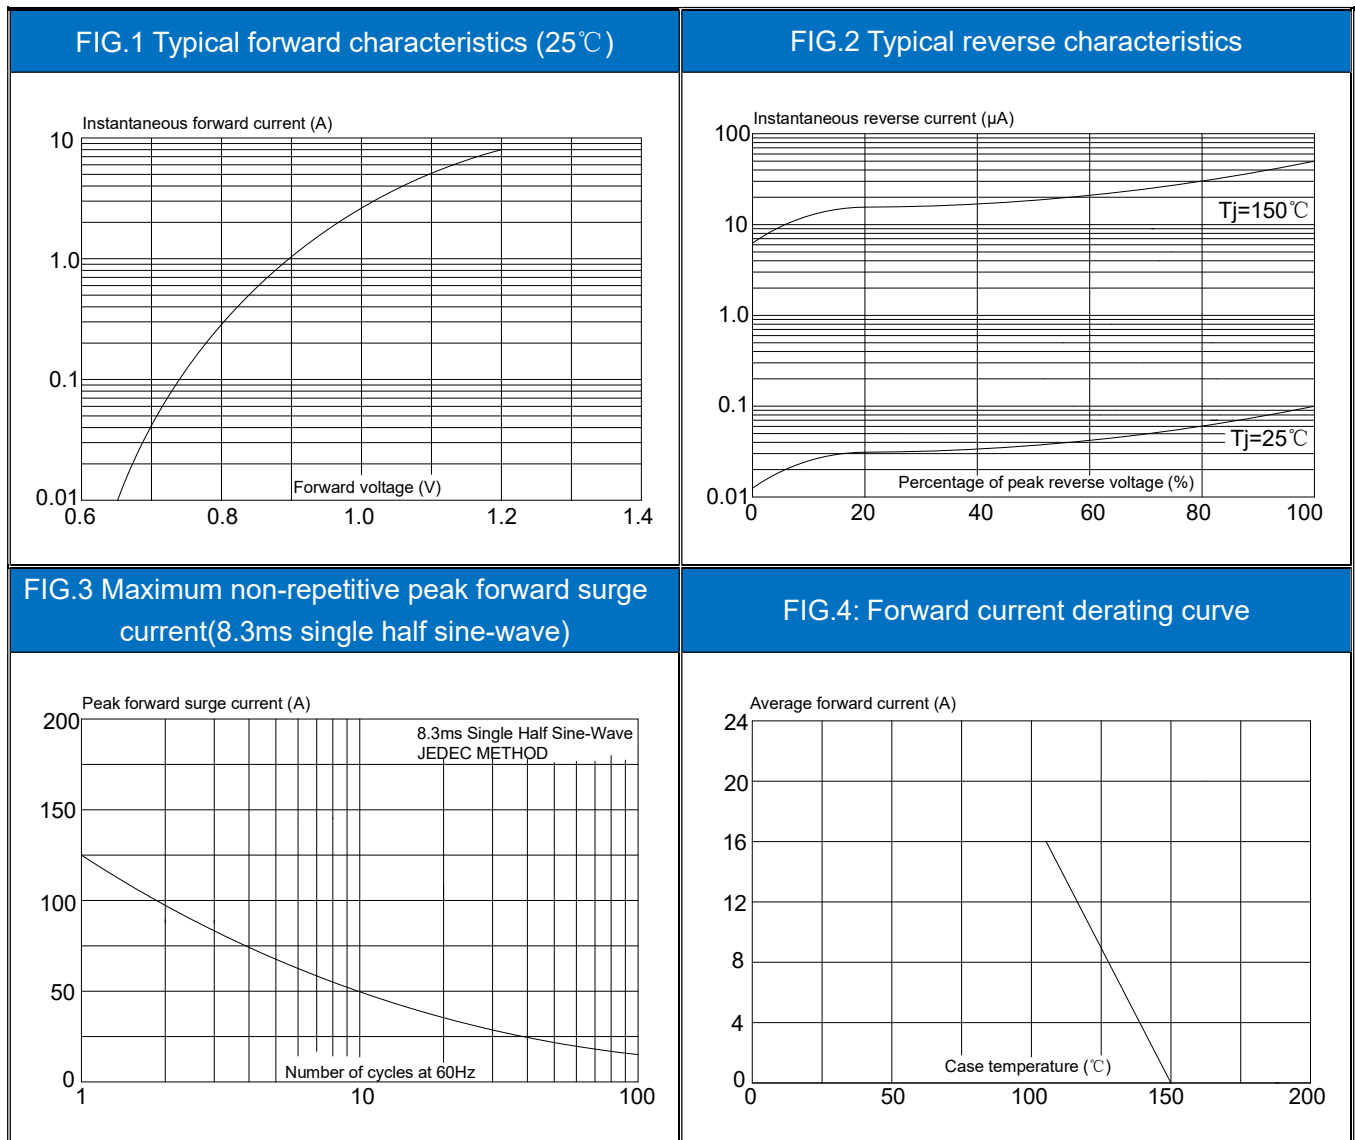 FIG.1 Typical forward characteristics (25℃)
Instantaneous forward current (A)
10
1.0
0.1
0.01
Forward voltage (V)
0.6 0.8 1.0 1.2 1.4
FIG.2 Typical reverse characteristics
Instantaneous reverse current (μA)
100
Tj=150℃
10
1.0
0.1
Tj=25℃
Percentage of peak reverse voltage (%)
0.01
0 20 40 60 80 100
FIG.3 Maximum non-repetitive peak forward surge
current(8.3ms single half sine-wave)
Peak forward surge current (A)
200
8.3ms Single Half Sine-Wave
JEDEC METHOD
150
100
50
0
Number of cycles at 60Hz
1 10 100
FIG.4: Forward current derating curve
Average forward current (A)
24
20
16
12
8
4
Case temperature (℃)
0
0 50 100 150 200